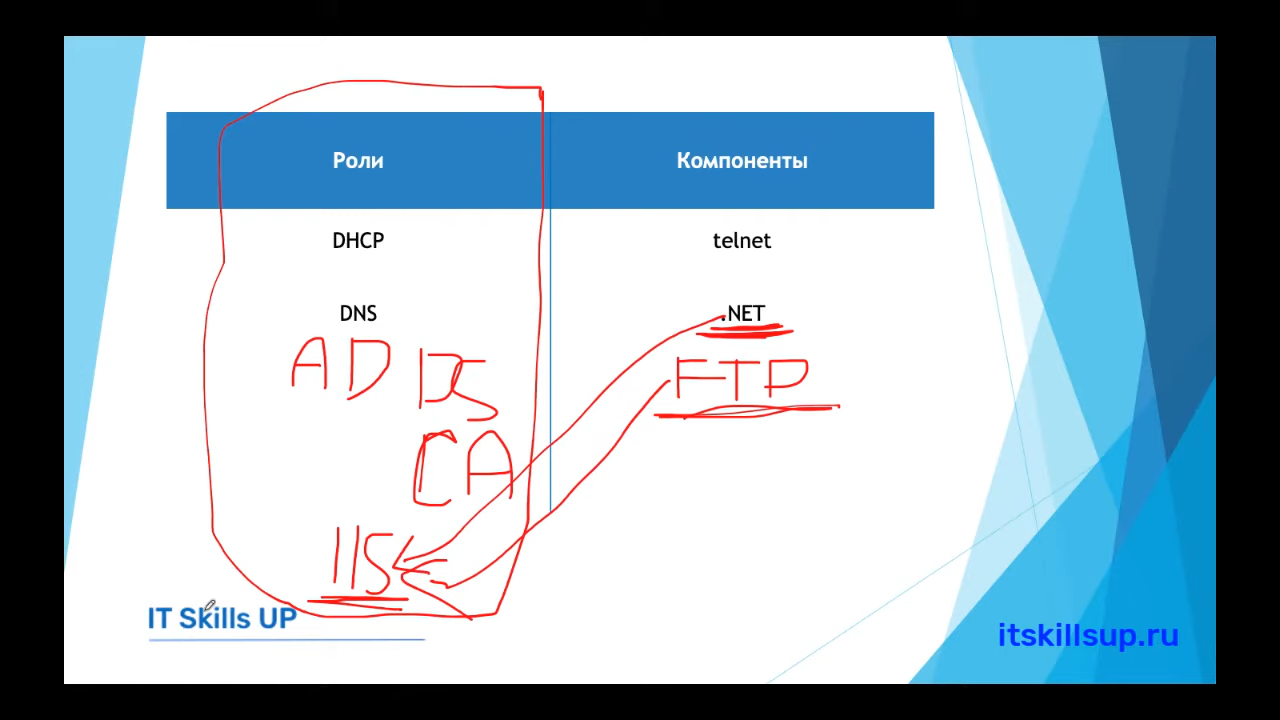 Роли Компоненты
DHCP telnet
DNS .NET
AD DS FTP
CA
IIS
IT Skills UP
itskillsup.ru